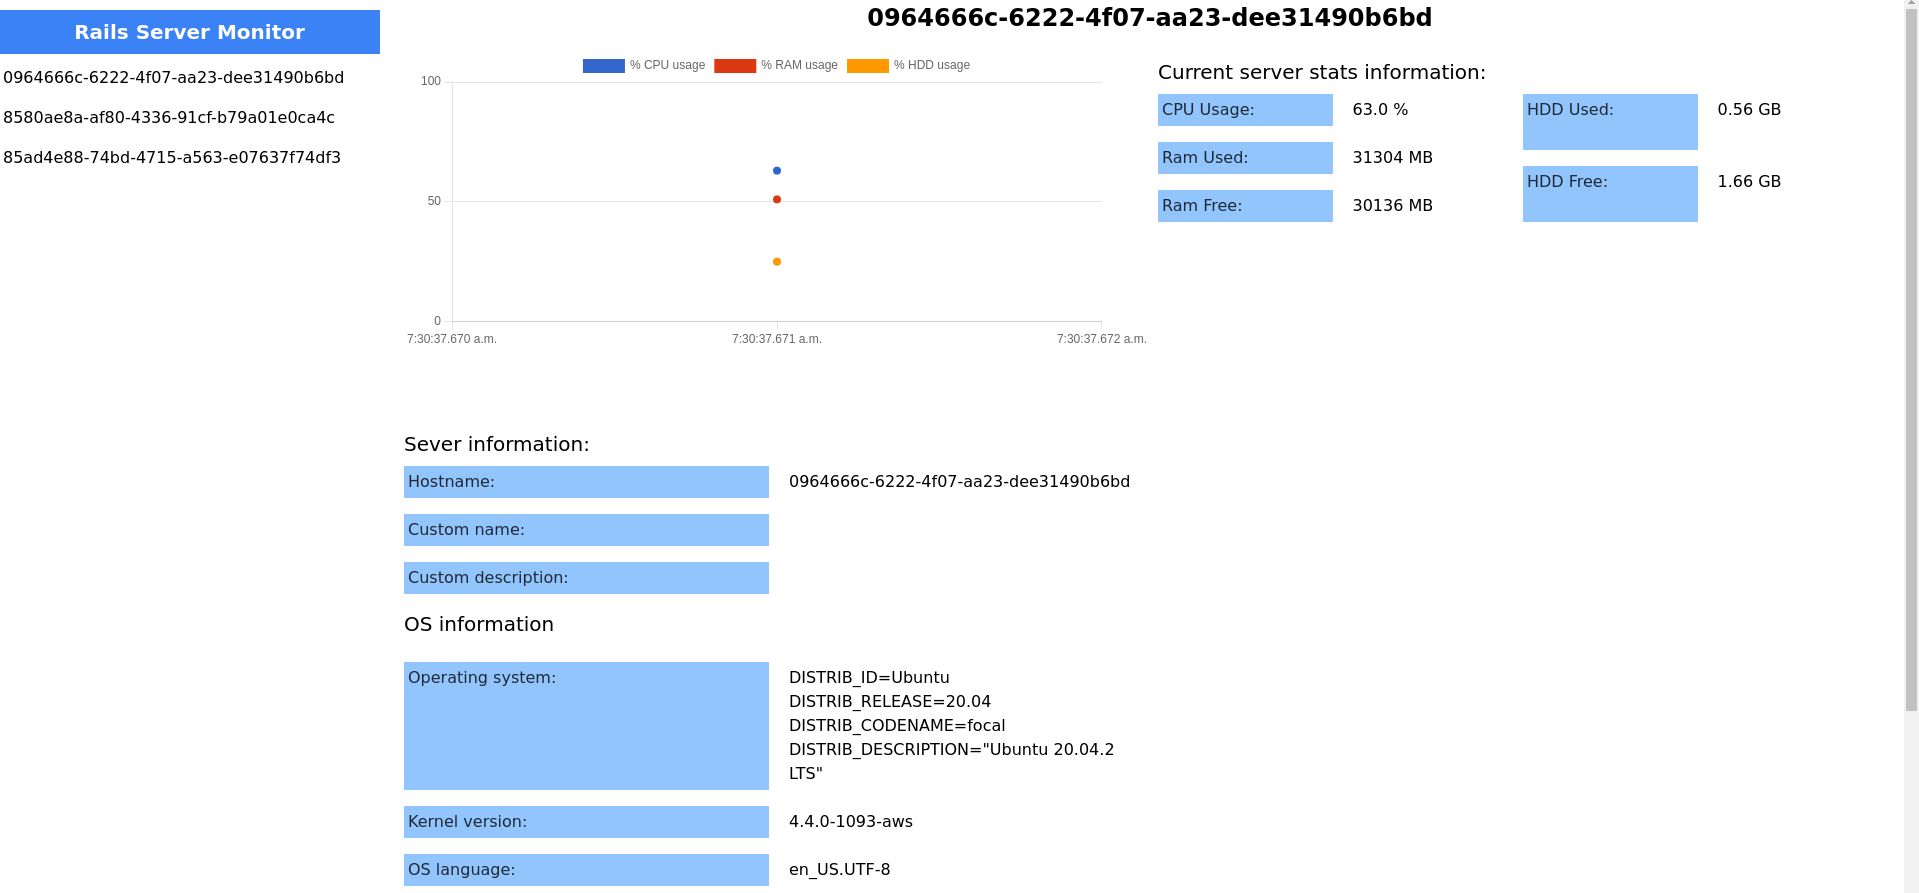 Rails Server Monitor
0964666c-6222-4f07-aa23-dee31490b6bd
8580ae8a-af80-4336-91cf-b79a01e0ca4c
85ad4e88-74bd-4715-a563-e07637f74df3
0964666c-6222-4f07-aa23-dee31490b6bd
% CPU usage % RAM usage % HDD usage
100
50
0
7:30:37.670 a.m. 7:30:37.671 a.m. 7:30:37.672 a.m.
Current server stats information:
CPU Usage: 63.0 %
Ram Used: 31304 MB
Ram Free: 30136 MB
HDD Used: 0.56 GB
HDD Free: 1.66 GB
Sever information:
Hostname: 0964666c-6222-4f07-aa23-dee31490b6bd
Custom name:
Custom description:
OS information
Operating system: DISTRIB_ID=Ubuntu
DISTRIB_RELEASE=20.04
DISTRIB_CODENAME=focal
DISTRIB_DESCRIPTION="Ubuntu 20.04.2
LTS"
Kernel version: 4.4.0-1093-aws
OS language: en_US.UTF-8